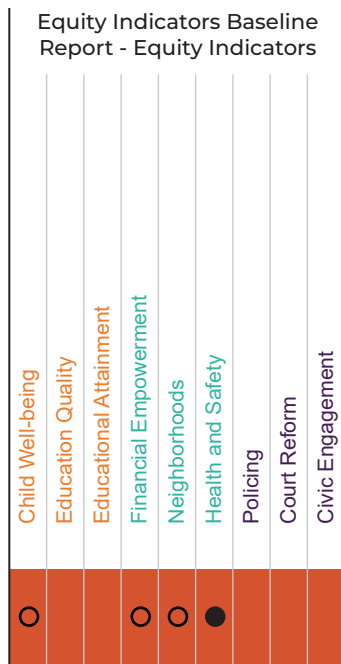 Equity Indicators Baseline
Report - Equity Indicators
Child Well-being
Education Quality
Educational Attainment
Financial Empowerment
Neighborhoods
Health and Safety
Policing
Court Reform
Civic Engagement